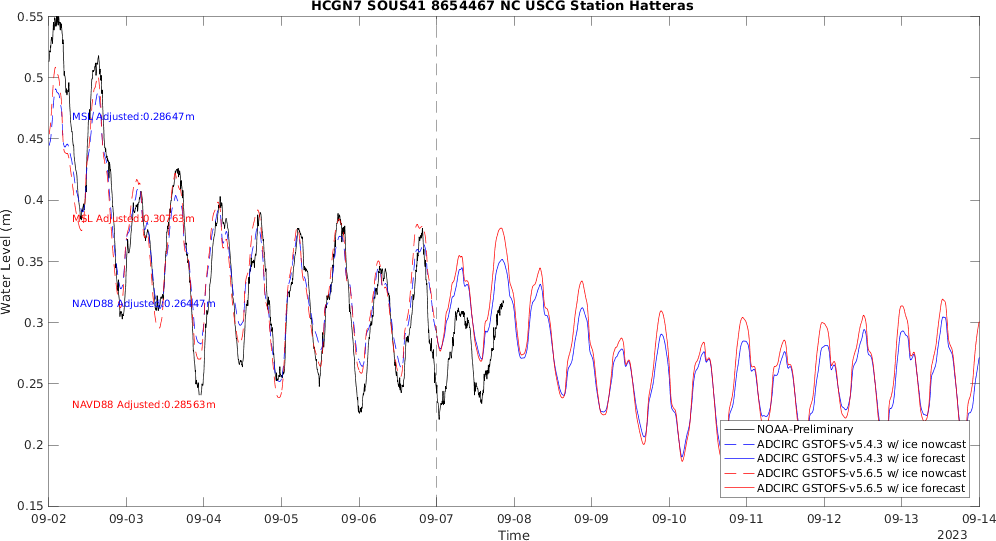 HCGN7 SOUS41 8654467 NC USCG Station Hatteras
0.55
0.5
0.45
0.4
0.35
0.3
0.25
0.2
0.15
Water Level (m)
MSL Adjusted:0.28647m
MSL Adjusted:0.30763m
NAVD88 Adjusted:0.26447m
NAVD88 Adjusted:0.28563m
NOAA-Preliminary
ADCIRC GSTOFS-v5.4.3 w/ ice nowcast
ADCIRC GSTOFS-v5.4.3 w/ ice forecast
ADCIRC GSTOFS-v5.6.5 w/ ice nowcast
ADCIRC GSTOFS-v5.6.5 w/ ice forecast
09-02 09-03 09-04 09-05 09-06 09-07 09-08 09-09 09-10 09-11 09-12 09-13 09-14
Time
2023